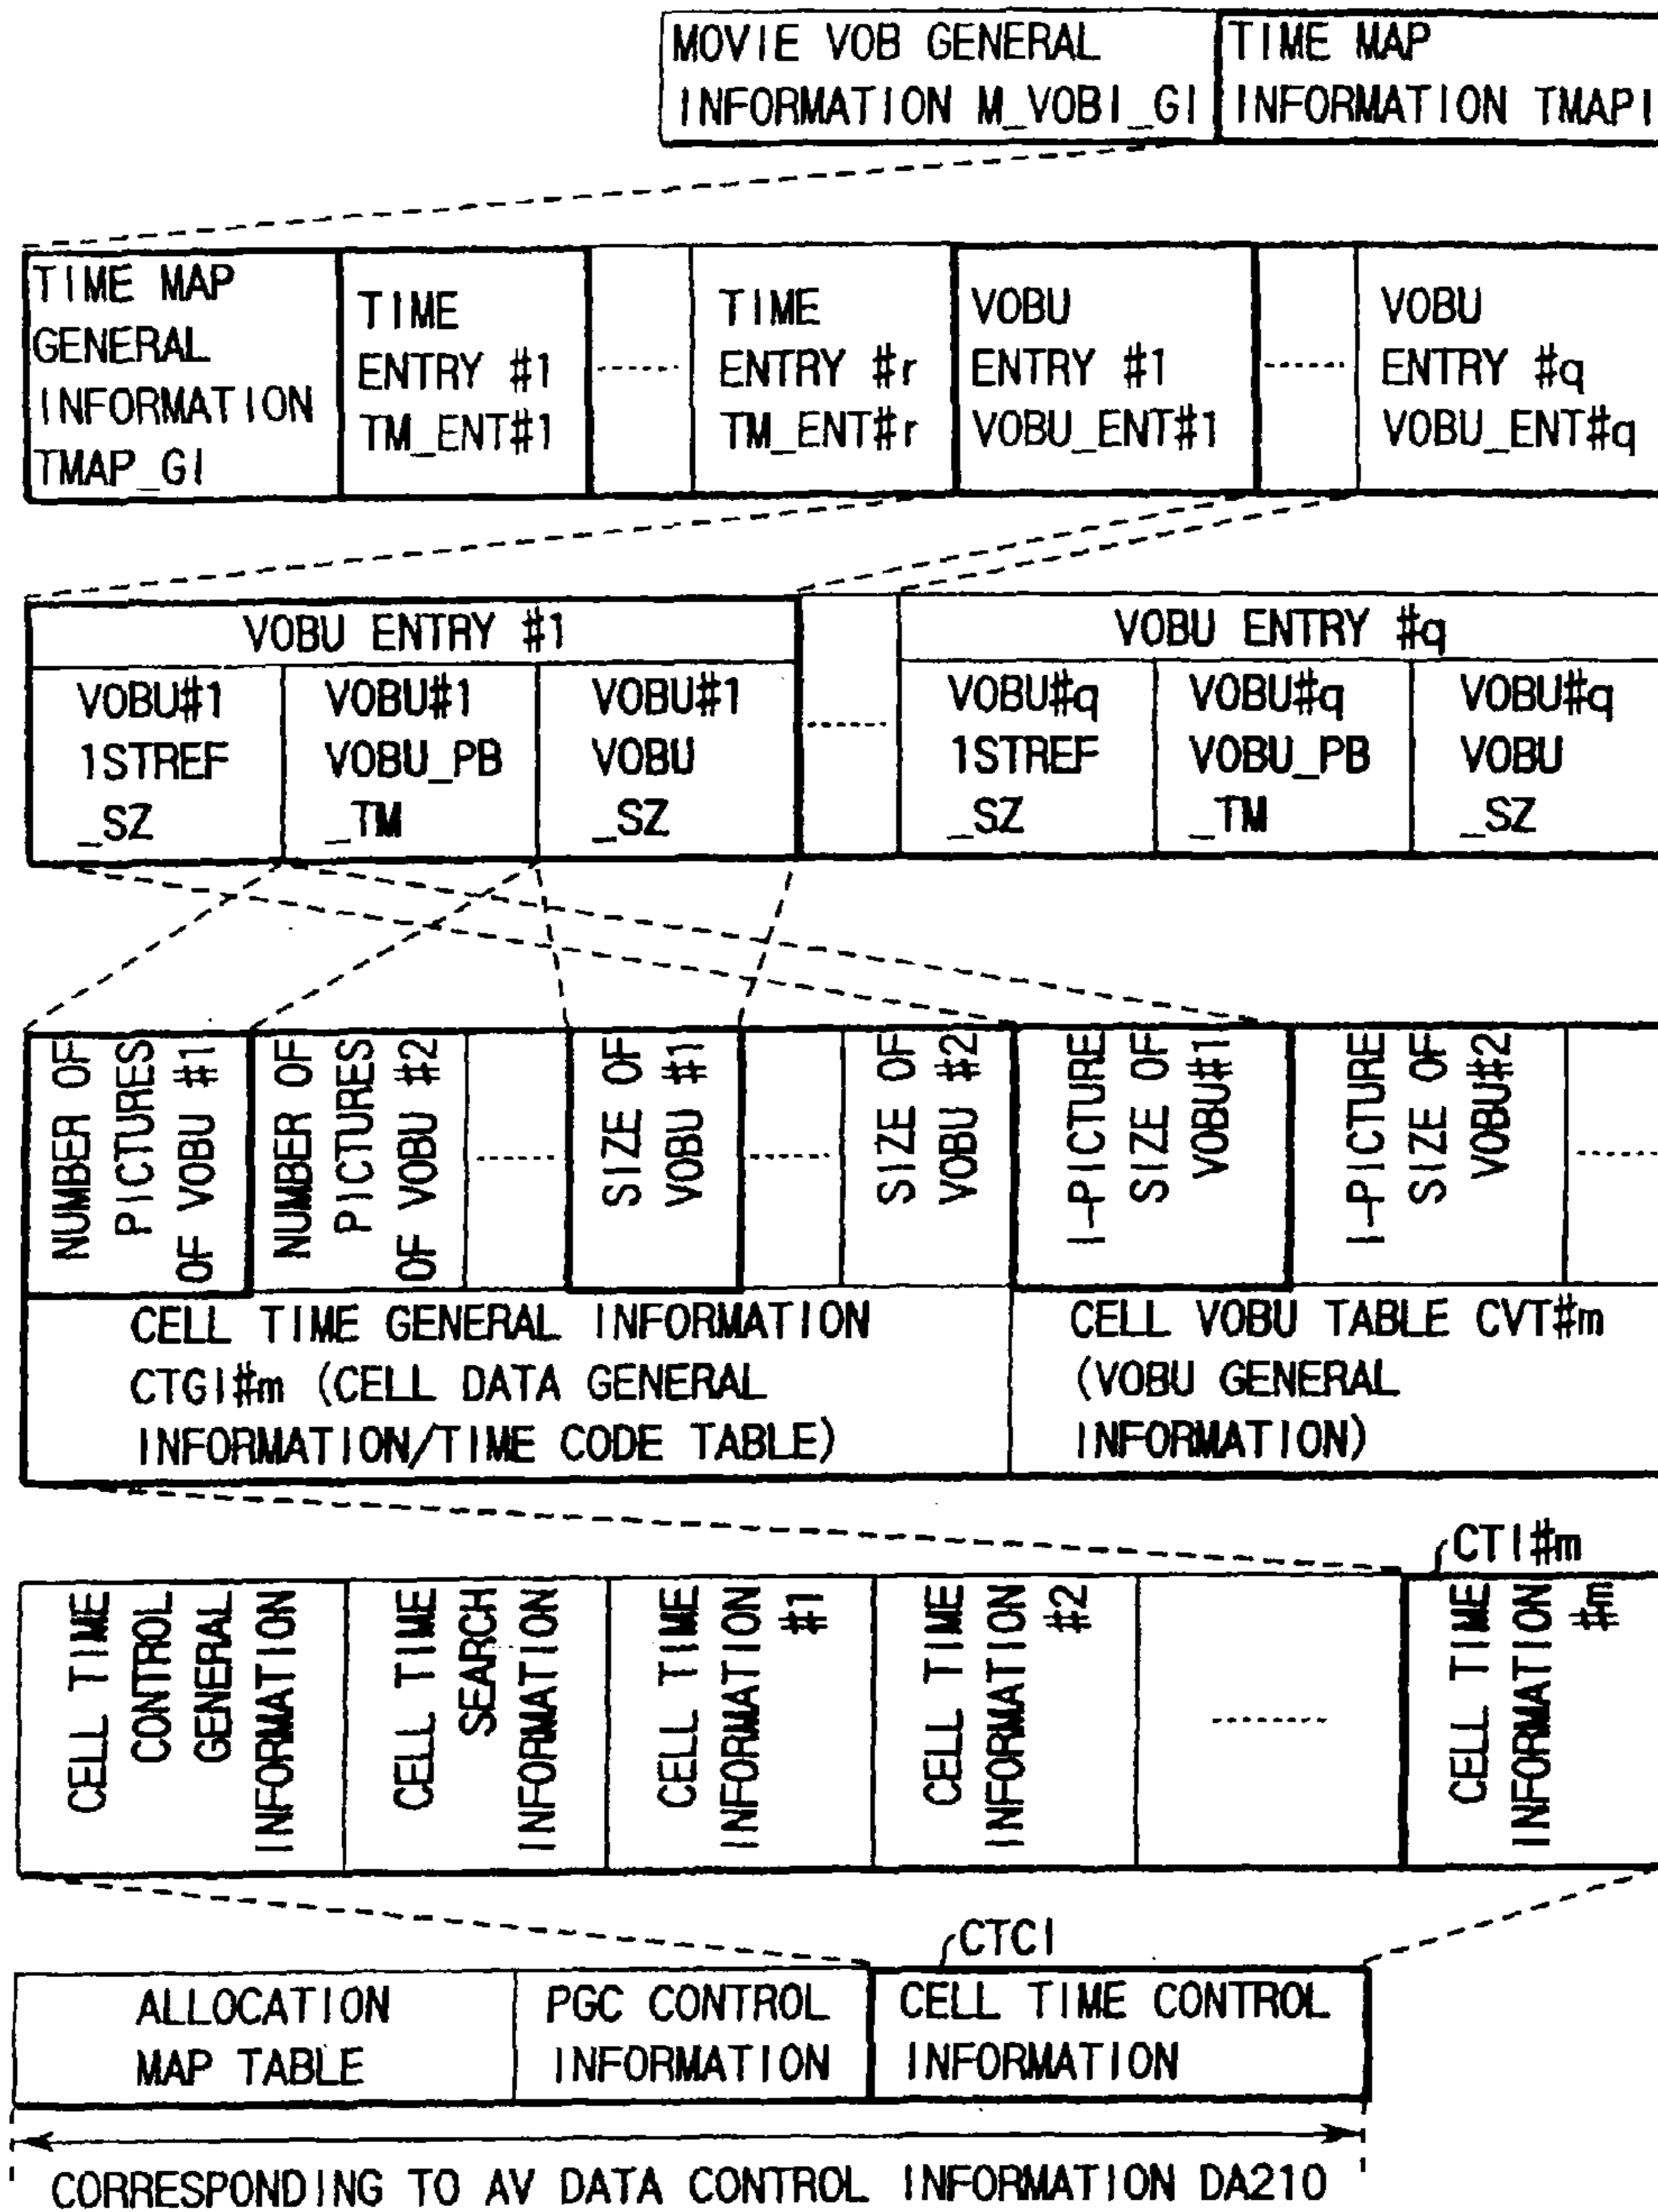 MOVIE VOB GENERAL
INFORMATION M_VOBI_GI
TIME MAP
INFORMATION TMAPI
TIME MAP
GENERAL
INFORMATION
TMAP_GI
TIME
ENTRY #1
TM_ENT#1
TIME
ENTRY #r
TM_ENT#r
VOBU
ENTRY #1
VOBU_ENT#1
VOBU
ENTRY #q
VOBU_ENT#q
VOBU ENTRY #1
VOBU#1
1STREF
_SZ
VOBU#1
VOBU_PB
_TM
VOBU#1
VOBU
_SZ
VOBU ENTRY #q
VOBU#q
1STREF
_SZ
VOBU#q
VOBU_PB
_TM
VOBU#q
VOBU
_SZ
NUMBER OF
PICTURES
OF VOBU #1
NUMBER OF
PICTURES
OF VOBU #2
SIZE OF
VOBU #1
SIZE OF
VOBU #2
I-PICTURE
SIZE OF
VOBU#1
I-PICTURE
SIZE OF
VOBU#2
CELL TIME GENERAL INFORMATION
CTGI#m (CELL DATA GENERAL
INFORMATION/TIME CODE TABLE)
CELL VOBU TABLE CVT#m
(VOBU GENERAL
INFORMATION)
CTI#m
CELL TIME
CONTROL
GENERAL
INFORMATION
CELL TIME
SEARCH
INFORMATION
CELL TIME
INFORMATION
#1
CELL TIME
INFORMATION
#2
CELL TIME
INFORMATION
#m
CTCI
ALLOCATION
MAP TABLE
PGC CONTROL
INFORMATION
CELL TIME CONTROL
INFORMATION
CORRESPONDING TO AV DATA CONTROL INFORMATION DA210